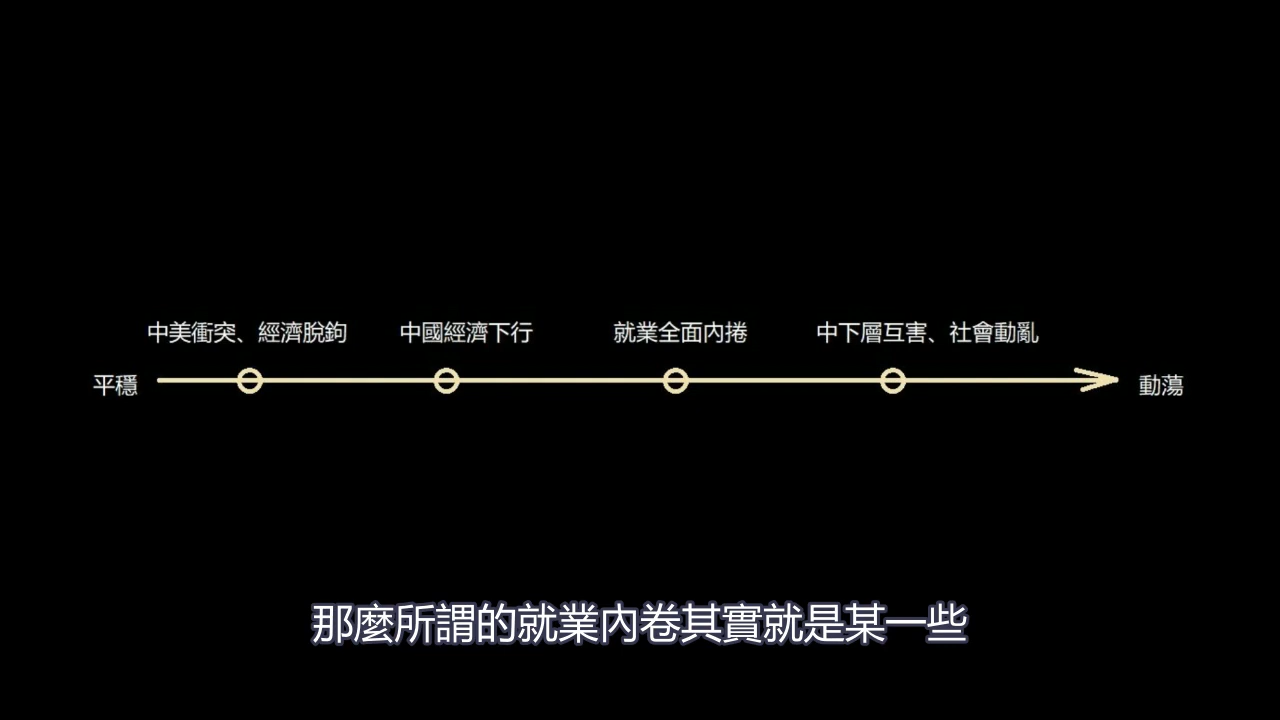 中美衝突、經濟脫鉤
中國經濟下行
就業全面內捲
中下層互害、社會動亂
平穩
動蕩
那麼所謂的就業內卷其實就是某一些